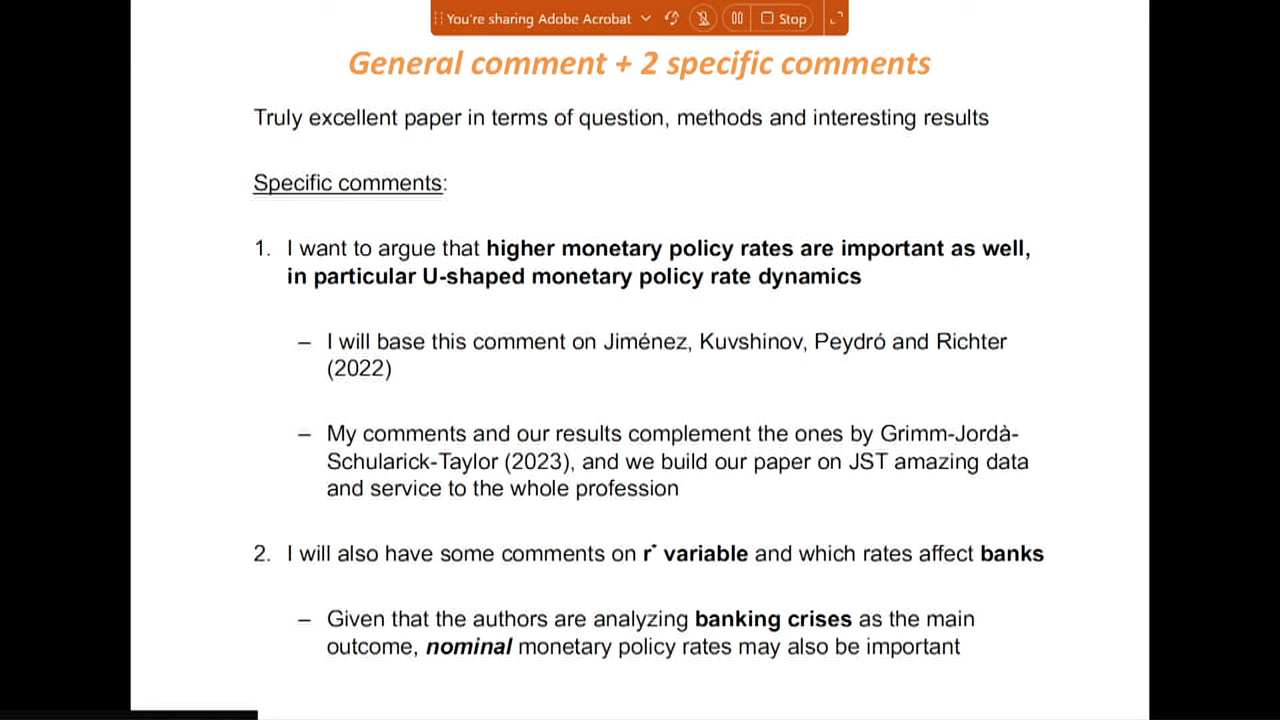 You're sharing Adobe Acrobat Stop
General comment + 2 specific comments
Truly excellent paper in terms of question, methods and interesting results
Specific comments:
1. I want to argue that higher monetary policy rates are important as well,
in particular U-shaped monetary policy rate dynamics
– I will base this comment on Jiménez, Kuvshinov, Peydró and Richter
(2022)
– My comments and our results complement the ones by Grimm-Jordà-
Schularick-Taylor (2023), and we build our paper on JST amazing data
and service to the whole profession
2. I will also have some comments on r* variable and which rates affect banks
– Given that the authors are analyzing banking crises as the main
outcome, nominal monetary policy rates may also be important